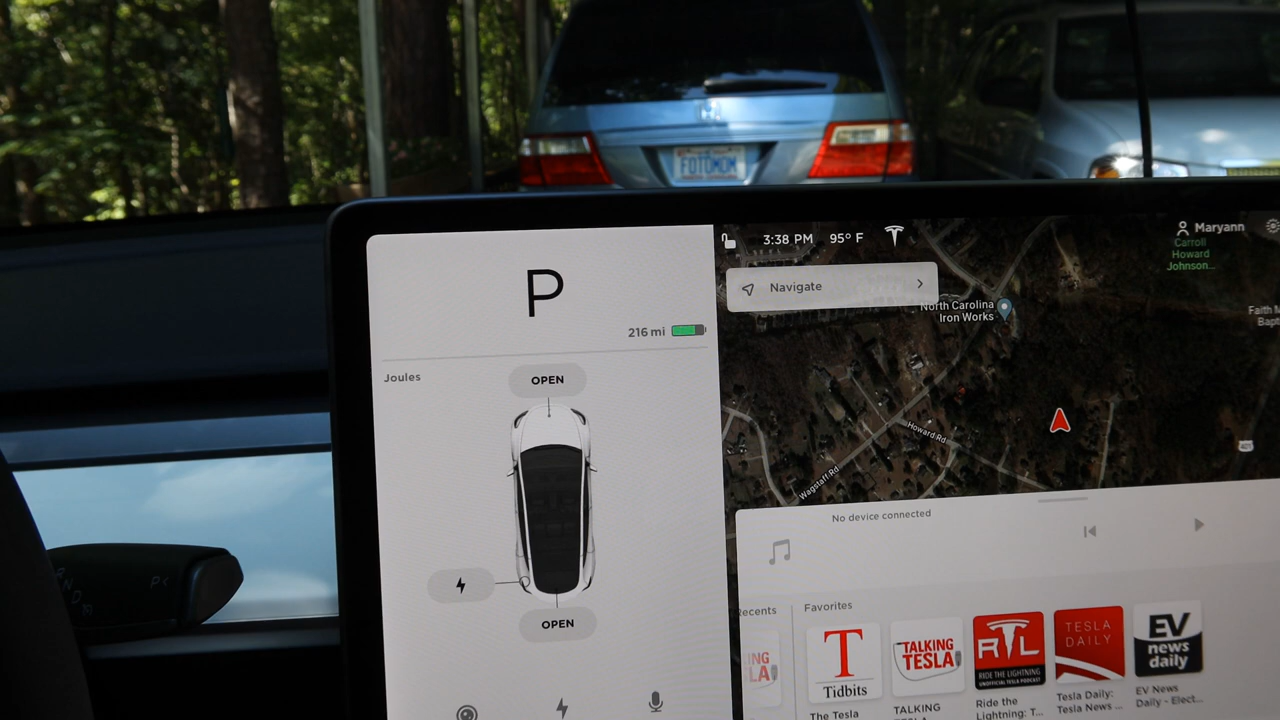 FOTOMOM
P
216 mi
Joules
OPEN
OPEN
3:38 PM 95° F
Maryann
Navigate
Carroll
Howard
Johnson...
North Carolina
Iron Works
Faith M
Bapt
Howard Rd
Wagstaff Rd
No device connected
Recents
Favorites
NG
LA
T
Tidbits
TALKING
TESLA
RTL
RIDE THE LIGHTNING
UNOFFICIAL TESLA PODCAST
TESLA
DAILY
EV
news
daily
The Tesla
TALKING
TESLA
Ride the
Lightning: T...
Tesla Daily:
Tesla News ...
EV News
Daily - Elect...
P
N
D